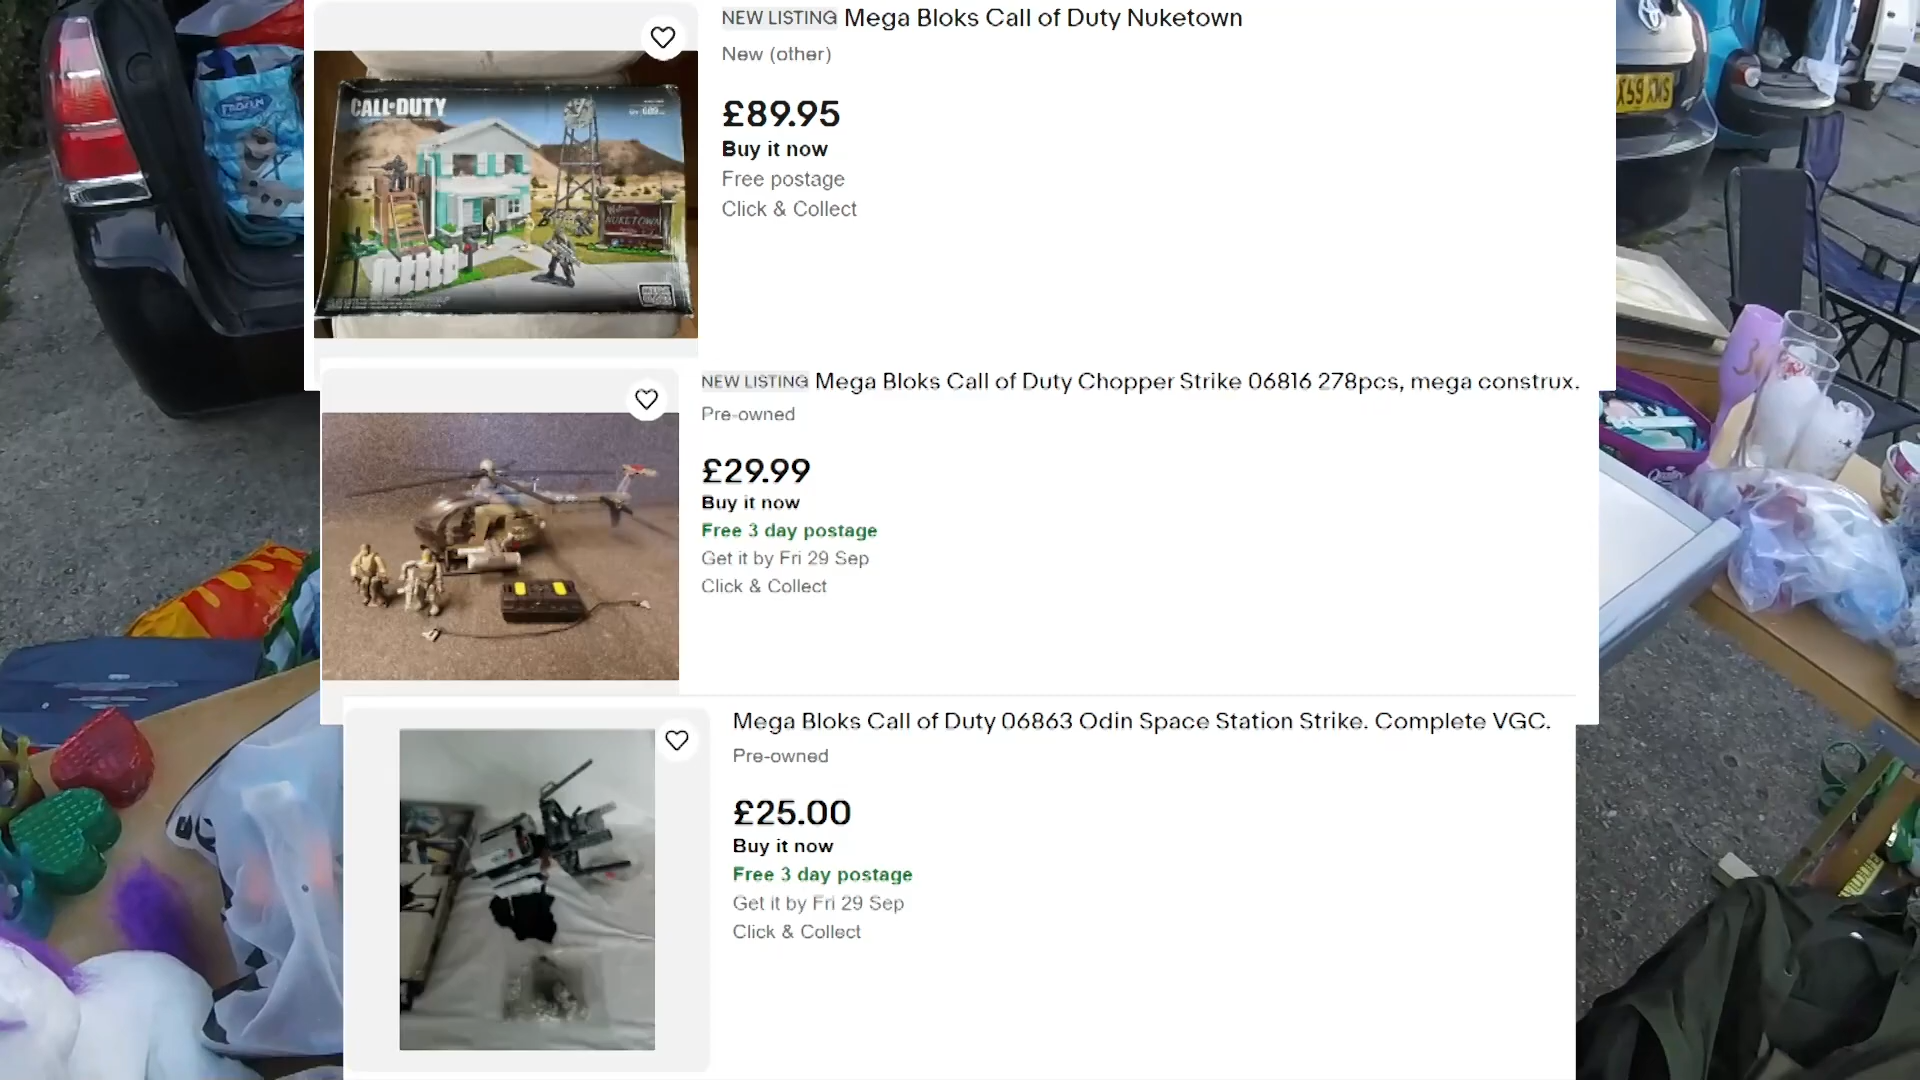 NEW LISTING Mega Bloks Call of Duty Nuketown
New (other)
£89.95
Buy it now
Free postage
Click & Collect
CALL OF DUTY
NUKETOWN
FROZEN
X59 XMS
NEW LISTING Mega Bloks Call of Duty Chopper Strike 06816 278pcs, mega construx.
Pre-owned
£29.99
Buy it now
Free 3 day postage
Get it by Fri 29 Sep
Click & Collect
Mega Bloks Call of Duty 06863 Odin Space Station Strike. Complete VGC.
Pre-owned
£25.00
Buy it now
Free 3 day postage
Get it by Fri 29 Sep
Click & Collect